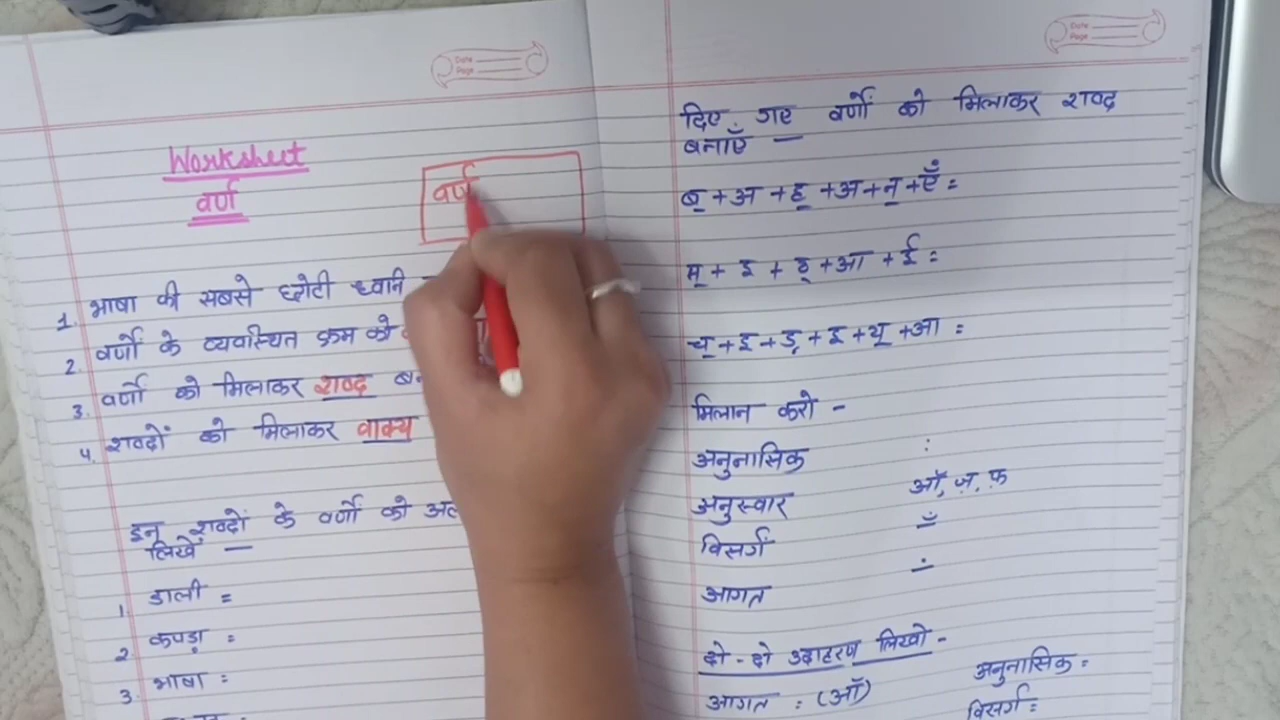 Date
Page
Worksheet
वर्ण
वर्ण
1. भाषा की सबसे छोटी ध्वनि
2. वर्णों के व्यवस्थित क्रम को
3. वर्णों को मिलाकर शब्द
4. शब्दों को मिलाकर वाक्य
इन शब्दों के वर्णों को
लिखें –
1. डाली =
2. कपड़ा :
3. भाषा :
Date
Page
दिए गए वर्णों को मिलाकर शब्द
बनाएँ –
ब्+अ+ह्+अ+न्+एँ =
म्+इ+ठ्+आ+ई =
च्+इ+ड़्+इ+य्+आ =
मिलान करो –
अनुनासिक :
अनुस्वार ऑ, ज़, फ़
विसर्ग ँ
आगत ं
दो-दो उदाहरण लिखो –
आगत : (ऑ) अनुनासिक :
विसर्ग :